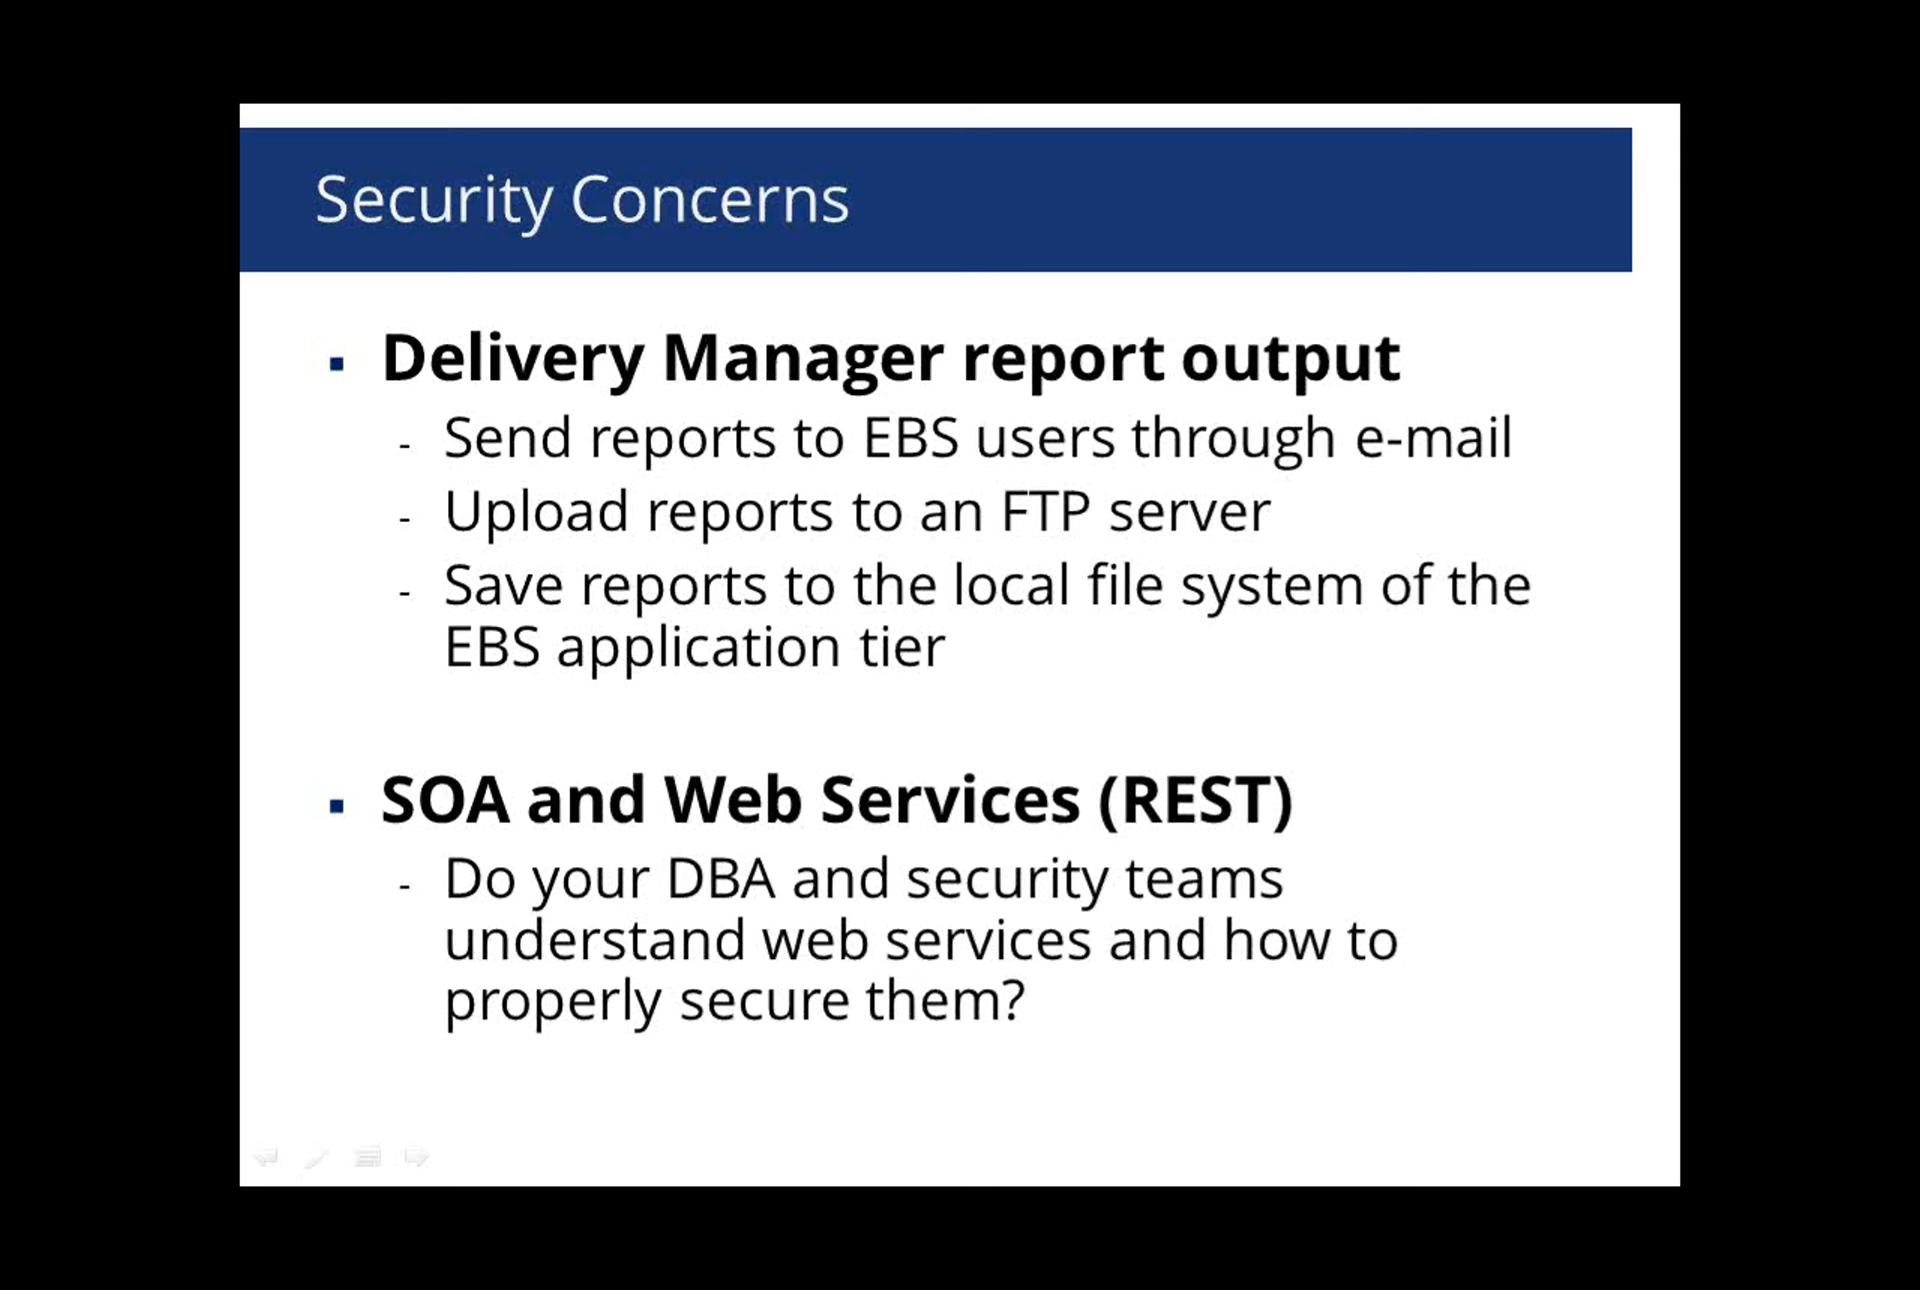 Security Concerns
▪ Delivery Manager report output
- Send reports to EBS users through e-mail
- Upload reports to an FTP server
- Save reports to the local file system of the
EBS application tier
▪ SOA and Web Services (REST)
- Do your DBA and security teams
understand web services and how to
properly secure them?